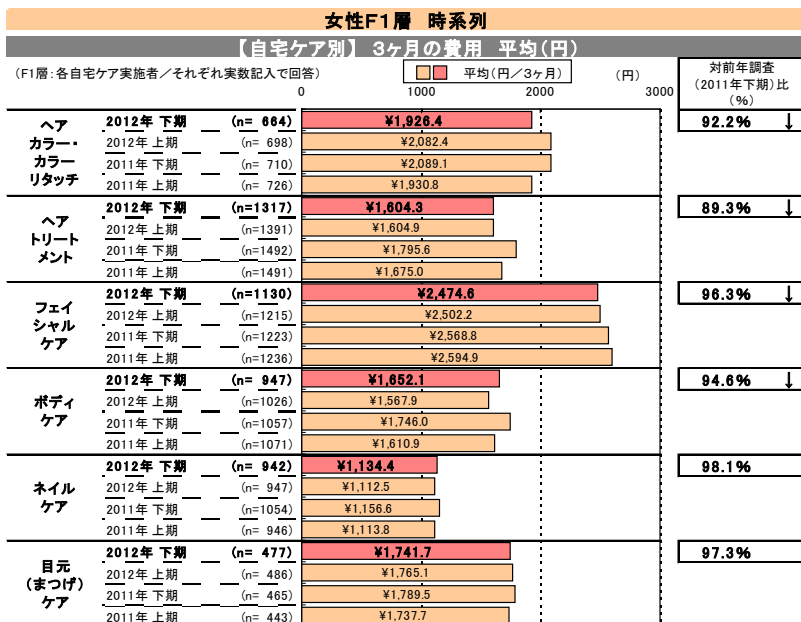 女性F1層 時系列
【自宅ケア別】 3ヶ月の費用 平均(円)
(F1層:各自宅ケア実施者/それぞれ実数記入で回答)
平均(円/3ヶ月)
(円)
対前年調査
(2011年下期)比
(%)
0 1000 2000 3000
ヘア
カラー・
カラー
リタッチ
2012年 下期 (n= 664) ¥1,926.4 92.2% ↓
2012年 上期 (n= 698) ¥2,082.4
2011年 下期 (n= 710) ¥2,089.1
2011年 上期 (n= 726) ¥1,930.8
ヘア
トリート
メント
2012年 下期 (n=1317) ¥1,604.3 89.3% ↓
2012年 上期 (n=1391) ¥1,604.9
2011年 下期 (n=1492) ¥1,795.6
2011年 上期 (n=1491) ¥1,675.0
フェイ
シャル
ケア
2012年 下期 (n=1130) ¥2,474.6 96.3% ↓
2012年 上期 (n=1215) ¥2,502.2
2011年 下期 (n=1223) ¥2,568.8
2011年 上期 (n=1236) ¥2,594.9
ボディ
ケア
2012年 下期 (n= 947) ¥1,652.1 94.6% ↓
2012年 上期 (n=1026) ¥1,567.9
2011年 下期 (n=1057) ¥1,746.0
2011年 上期 (n=1071) ¥1,610.9
ネイル
ケア
2012年 下期 (n= 942) ¥1,134.4 98.1%
2012年 上期 (n= 947) ¥1,112.5
2011年 下期 (n=1054) ¥1,156.6
2011年 上期 (n= 946) ¥1,113.8
目元
(まつげ)
ケア
2012年 下期 (n= 477) ¥1,741.7 97.3%
2012年 上期 (n= 486) ¥1,765.1
2011年 下期 (n= 465) ¥1,789.5
2011年 上期 (n= 443) ¥1,737.7